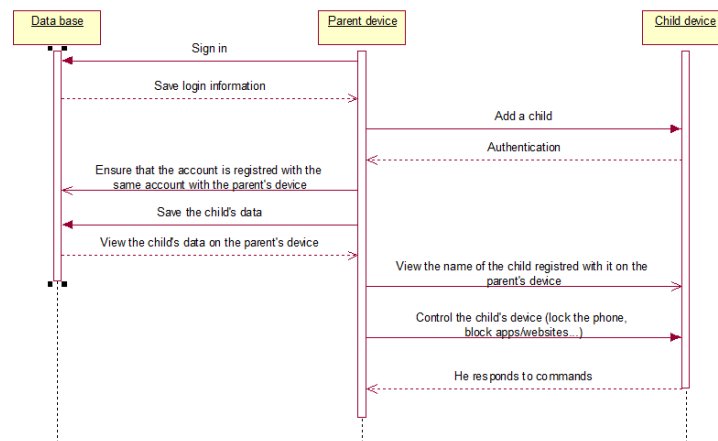 Data base
Parent device
Child device
Sign in
Save login information
Add a child
Authentication
Ensure that the account is registred with the
same account with the parent's device
Save the child's data
View the child's data on the parent's device
View the name of the child registred with it on the
parent's device
Control the child's device (lock the phone,
block apps/websites...)
He responds to commands